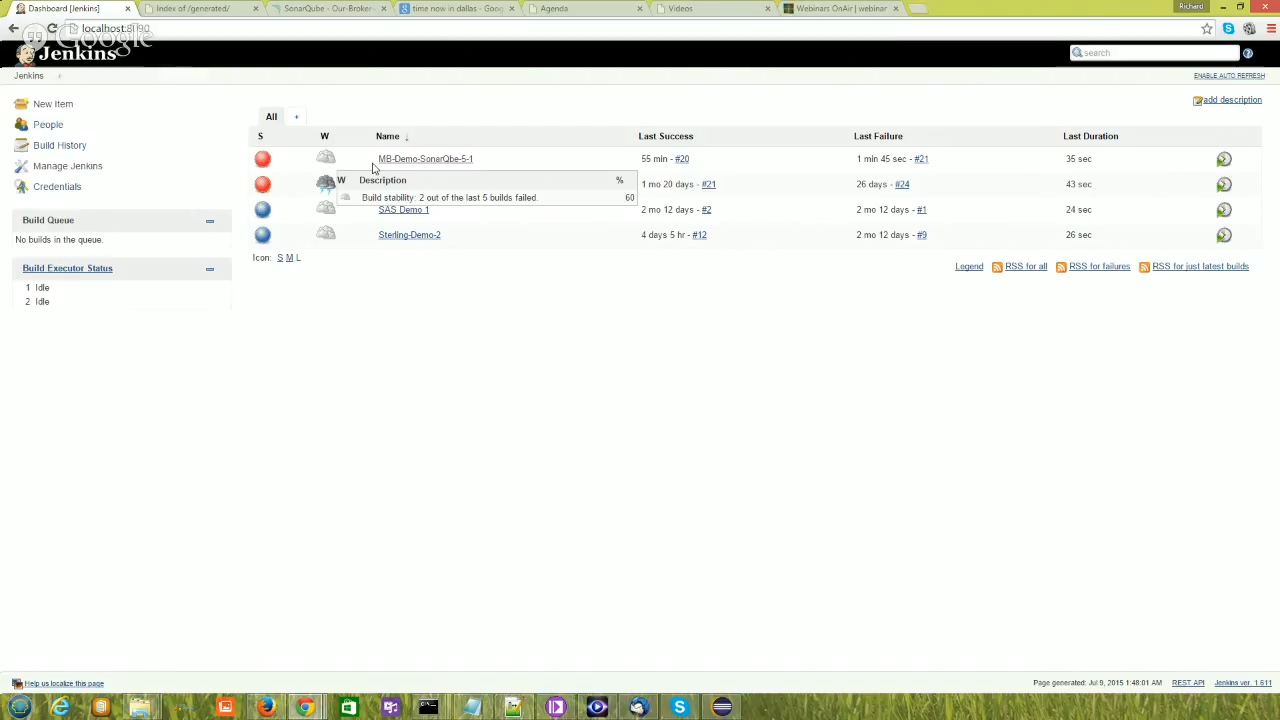 Dashboard [Jenkins]
Index of /generated/
SonarQube - Our-Broker-
time now in dallas - Goog
Agenda
Videos
Webinars OnAir | webinar
Richard
localhost:8190
Google
Jenkins
search
Jenkins
ENABLE AUTO REFRESH
add description
New Item
People
Build History
Manage Jenkins
Credentials
Build Queue
No builds in the queue.
Build Executor Status
1 Idle
2 Idle
All +
S W Name ↓ Last Success Last Failure Last Duration
MB-Demo-SonarQbe-5-1 55 min - #20 1 min 45 sec - #21 35 sec
W Description %
1 mo 20 days - #21 26 days - #24 43 sec
Build stability: 2 out of the last 5 builds failed. 60
SAS Demo 1 2 mo 12 days - #2 2 mo 12 days - #1 24 sec
Sterling-Demo-2 4 days 5 hr - #12 2 mo 12 days - #9 26 sec
Icon: S M L
Legend RSS for all RSS for failures RSS for just latest builds
Help us localize this page
Page generated: Jul 9, 2015 1:48:01 AM REST API Jenkins ver. 1.611